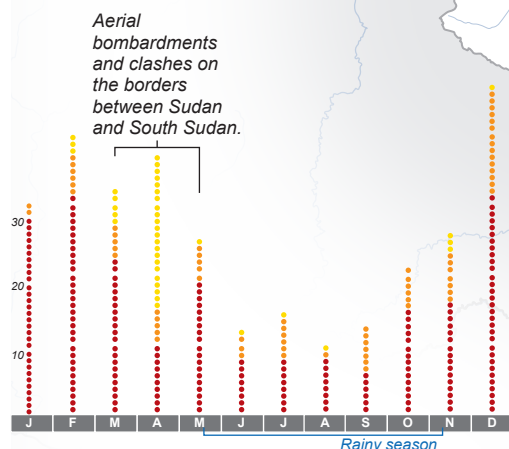 Aerial
bombardments
and clashes on
the borders
between Sudan
and South Sudan.
30
20
10
J F M A M J J A S O N D
Rainy season